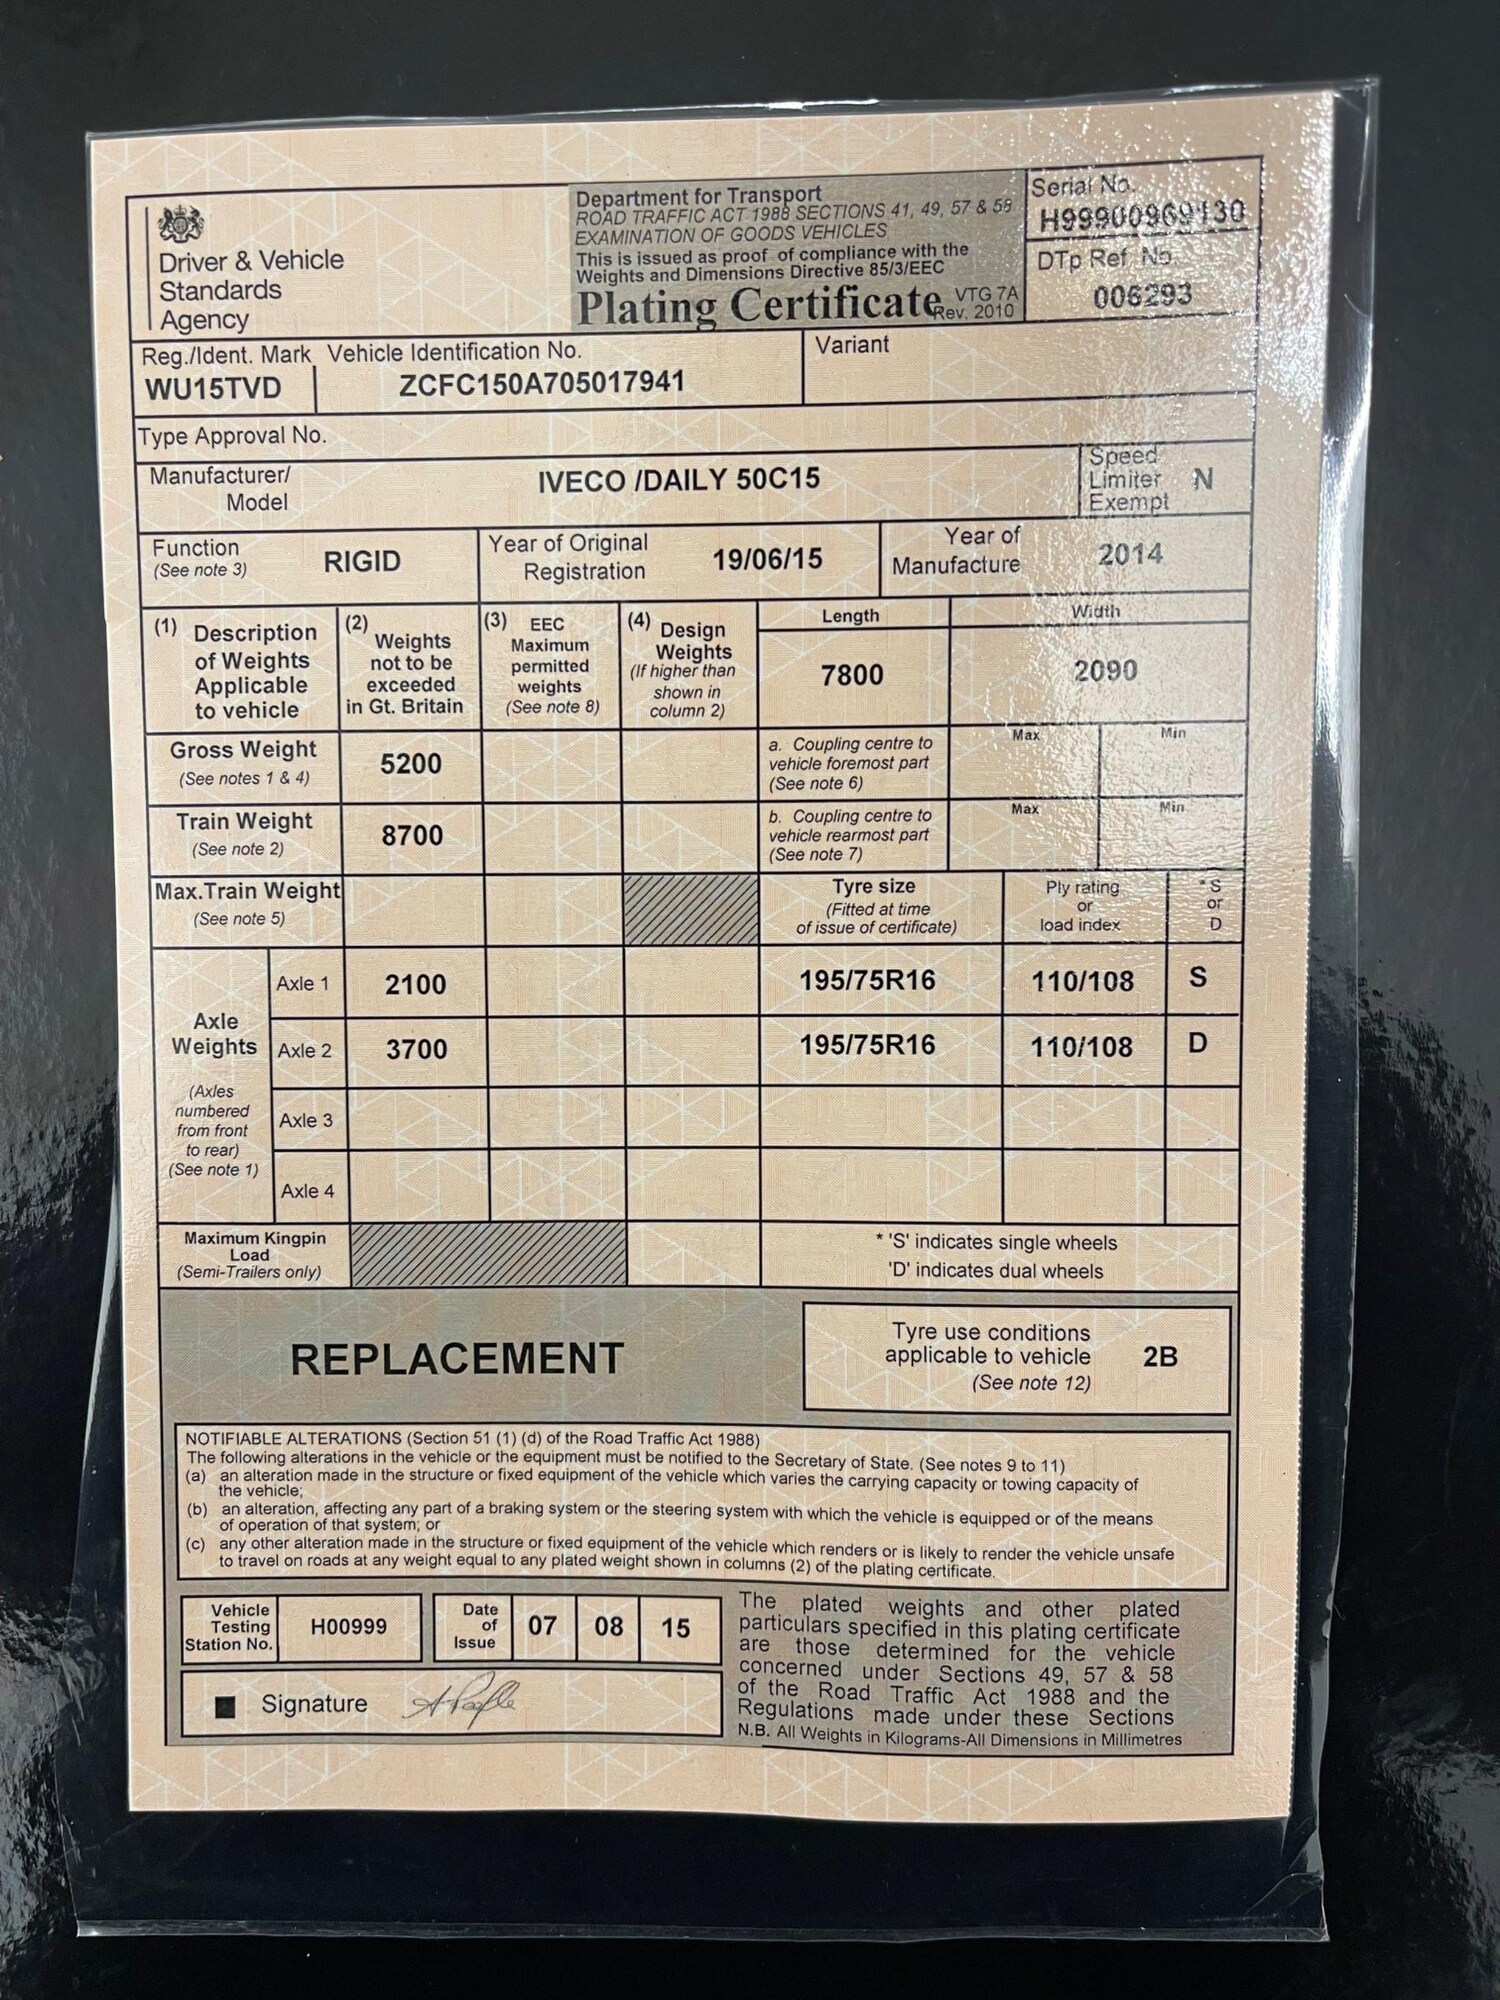 Driver & Vehicle
Standards
Agency
Department for Transport
ROAD TRAFFIC ACT 1988 SECTIONS 41, 49, 57 & 58
EXAMINATION OF GOODS VEHICLES
This is issued as proof of compliance with the
Weights and Dimensions Directive 85/3/EEC
Plating Certificate VTG 7A
Rev. 2010
Serial No.
H99900969130
DTp Ref No.
006293
Reg./Ident. Mark
WU15TVD
Vehicle Identification No.
ZCFC150A705017941
Variant
Type Approval No.
Manufacturer/
Model
IVECO /DAILY 50C15
Speed
Limiter
Exempt
N
Function
(See note 3)
RIGID
Year of Original
Registration
19/06/15
Year of
Manufacture
2014
(1) Description
of Weights
Applicable
to vehicle
(2) Weights
not to be
exceeded
in Gt. Britain
(3) EEC
Maximum
permitted
weights
(See note 8)
(4) Design
Weights
(If higher than
shown in
column 2)
Length
7800
Width
2090
Gross Weight
(See notes 1 & 4)
5200
a. Coupling centre to
vehicle foremost part
(See note 6)
Max
Min
Train Weight
(See note 2)
8700
b. Coupling centre to
vehicle rearmost part
(See note 7)
Max
Min
Max.Train Weight
(See note 5)
Tyre size
(Fitted at time
of issue of certificate)
Ply rating
or
load index
*S
or
D
Axle
Weights
(Axles
numbered
from front
to rear)
(See note 1)
Axle 1 2100 195/75R16 110/108 S
Axle 2 3700 195/75R16 110/108 D
Axle 3
Axle 4
Maximum Kingpin
Load
(Semi-Trailers only)
* 'S' indicates single wheels
'D' indicates dual wheels
REPLACEMENT
Tyre use conditions
applicable to vehicle
(See note 12)
2B
NOTIFIABLE ALTERATIONS (Section 51 (1) (d) of the Road Traffic Act 1988)
The following alterations in the vehicle or the equipment must be notified to the Secretary of State. (See notes 9 to 11)
(a) an alteration made in the structure or fixed equipment of the vehicle which varies the carrying capacity or towing capacity of
the vehicle;
(b) an alteration, affecting any part of a braking system or the steering system with which the vehicle is equipped or of the means
of operation of that system; or
(c) any other alteration made in the structure or fixed equipment of the vehicle which renders or is likely to render the vehicle unsafe
to travel on roads at any weight equal to any plated weight shown in columns (2) of the plating certificate.
Vehicle
Testing
Station No.
H00999
Date
of
Issue
07 08 15
Signature
The plated weights and other plated
particulars specified in this plating certificate
are those determined for the vehicle
concerned under Sections 49, 57 & 58
of the Road Traffic Act 1988 and the
Regulations made under these Sections
N.B. All Weights in Kilograms-All Dimensions in Millimetres